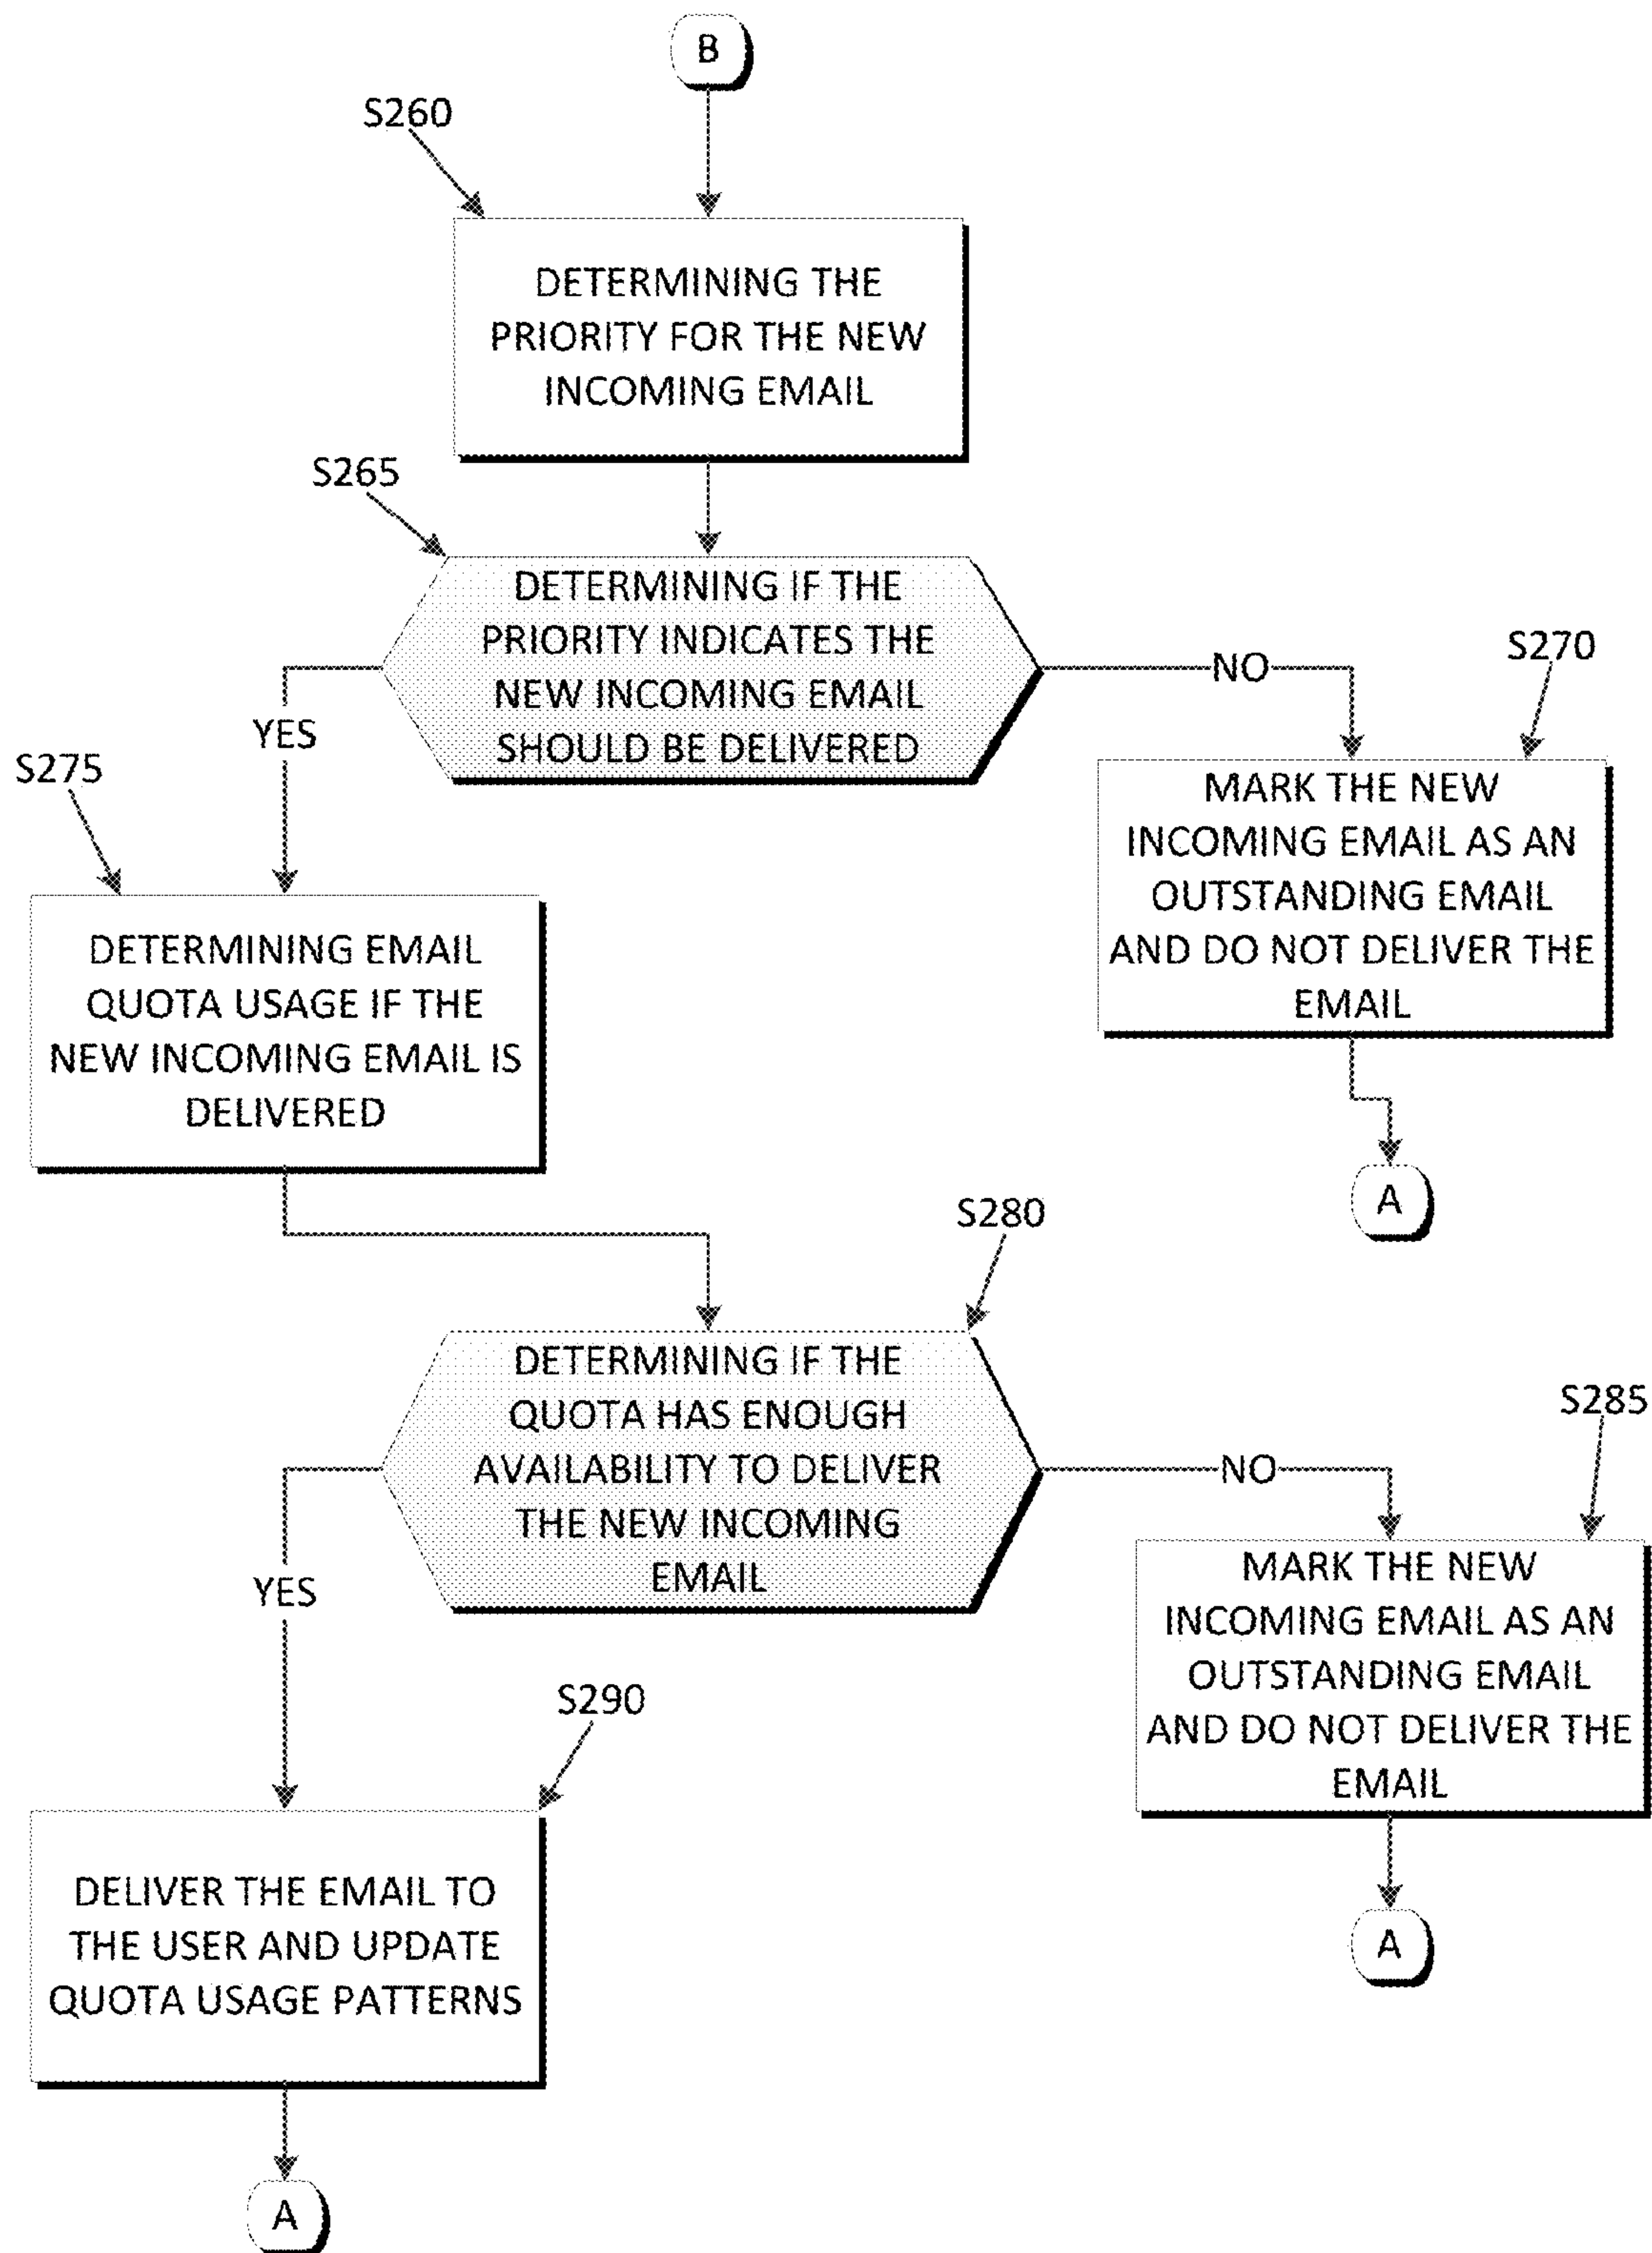 B
S260
DETERMINING THE
PRIORITY FOR THE NEW
INCOMING EMAIL
S265
DETERMINING IF THE
PRIORITY INDICATES THE
NEW INCOMING EMAIL
SHOULD BE DELIVERED
NO
S270
YES
MARK THE NEW
INCOMING EMAIL AS AN
OUTSTANDING EMAIL
AND DO NOT DELIVER THE
EMAIL
A
S275
DETERMINING EMAIL
QUOTA USAGE IF THE
NEW INCOMING EMAIL IS
DELIVERED
S280
DETERMINING IF THE
QUOTA HAS ENOUGH
AVAILABILITY TO DELIVER
THE NEW INCOMING
EMAIL
NO
S285
YES
MARK THE NEW
INCOMING EMAIL AS AN
OUTSTANDING EMAIL
AND DO NOT DELIVER THE
EMAIL
A
S290
DELIVER THE EMAIL TO
THE USER AND UPDATE
QUOTA USAGE PATTERNS
A